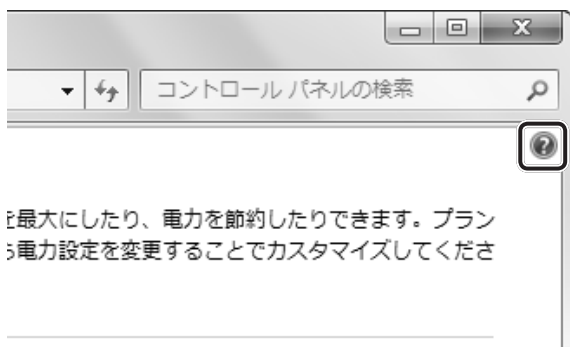 コントロール パネルの検索
を最大にしたり、電力を節約したりできます。プラン
ら電力設定を変更することでカスタマイズしてくださ